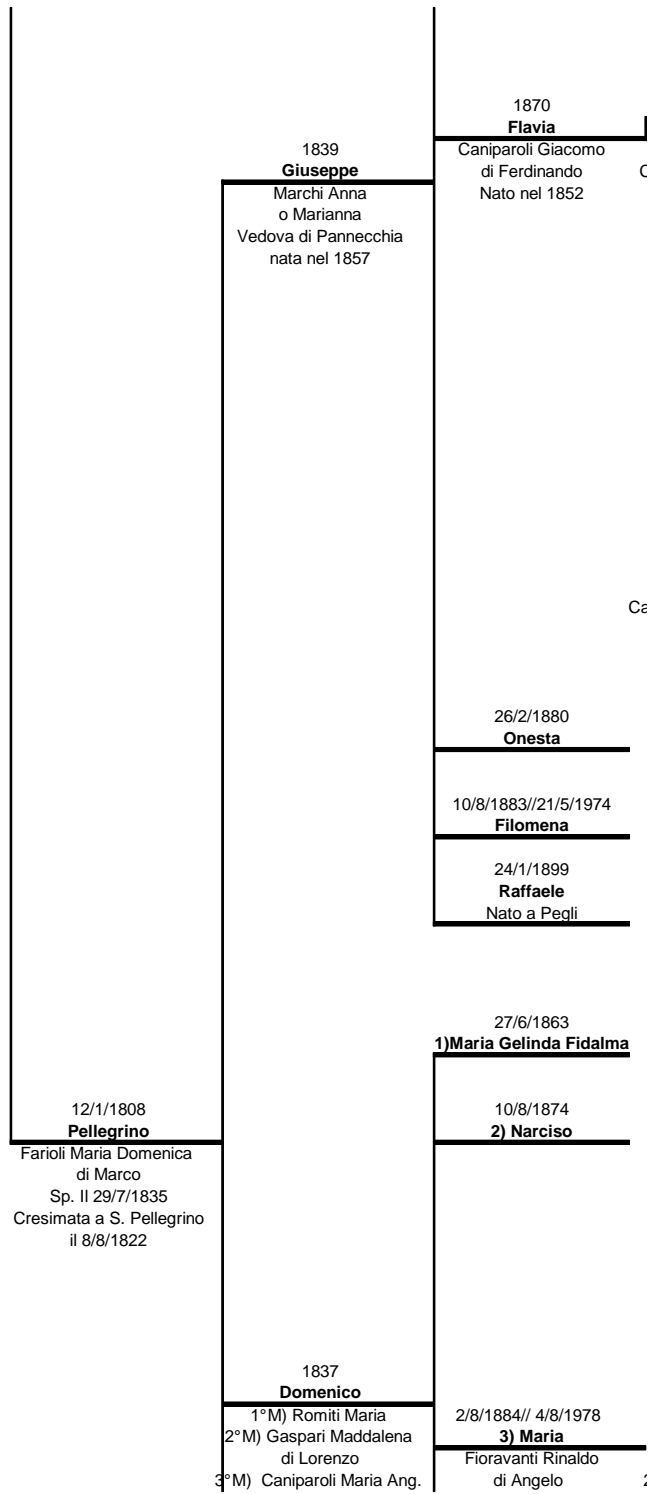 1870
Flavia
Caniparoli Giacomo
di Ferdinando
Nato nel 1852
1839
Giuseppe
Marchi Anna
o Marianna
Vedova di Pannecchia
nata nel 1857
C
Ca
26/2/1880
Onesta
10/8/1883//21/5/1974
Filomena
24/1/1899
Raffaele
Nato a Pegli
27/6/1863
1)Maria Gelinda Fidalma
12/1/1808
Pellegrino
Farioli Maria Domenica
di Marco
Sp. Il 29/7/1835
Cresimata a S. Pellegrino
il 8/8/1822
10/8/1874
2) Narciso
1837
Domenico
1°M) Romiti Maria
2°M) Gaspari Maddalena
di Lorenzo
3°M) Caniparoli Maria Ang.
2/8/1884// 4/8/1978
3) Maria
Fioravanti Rinaldo
di Angelo
2